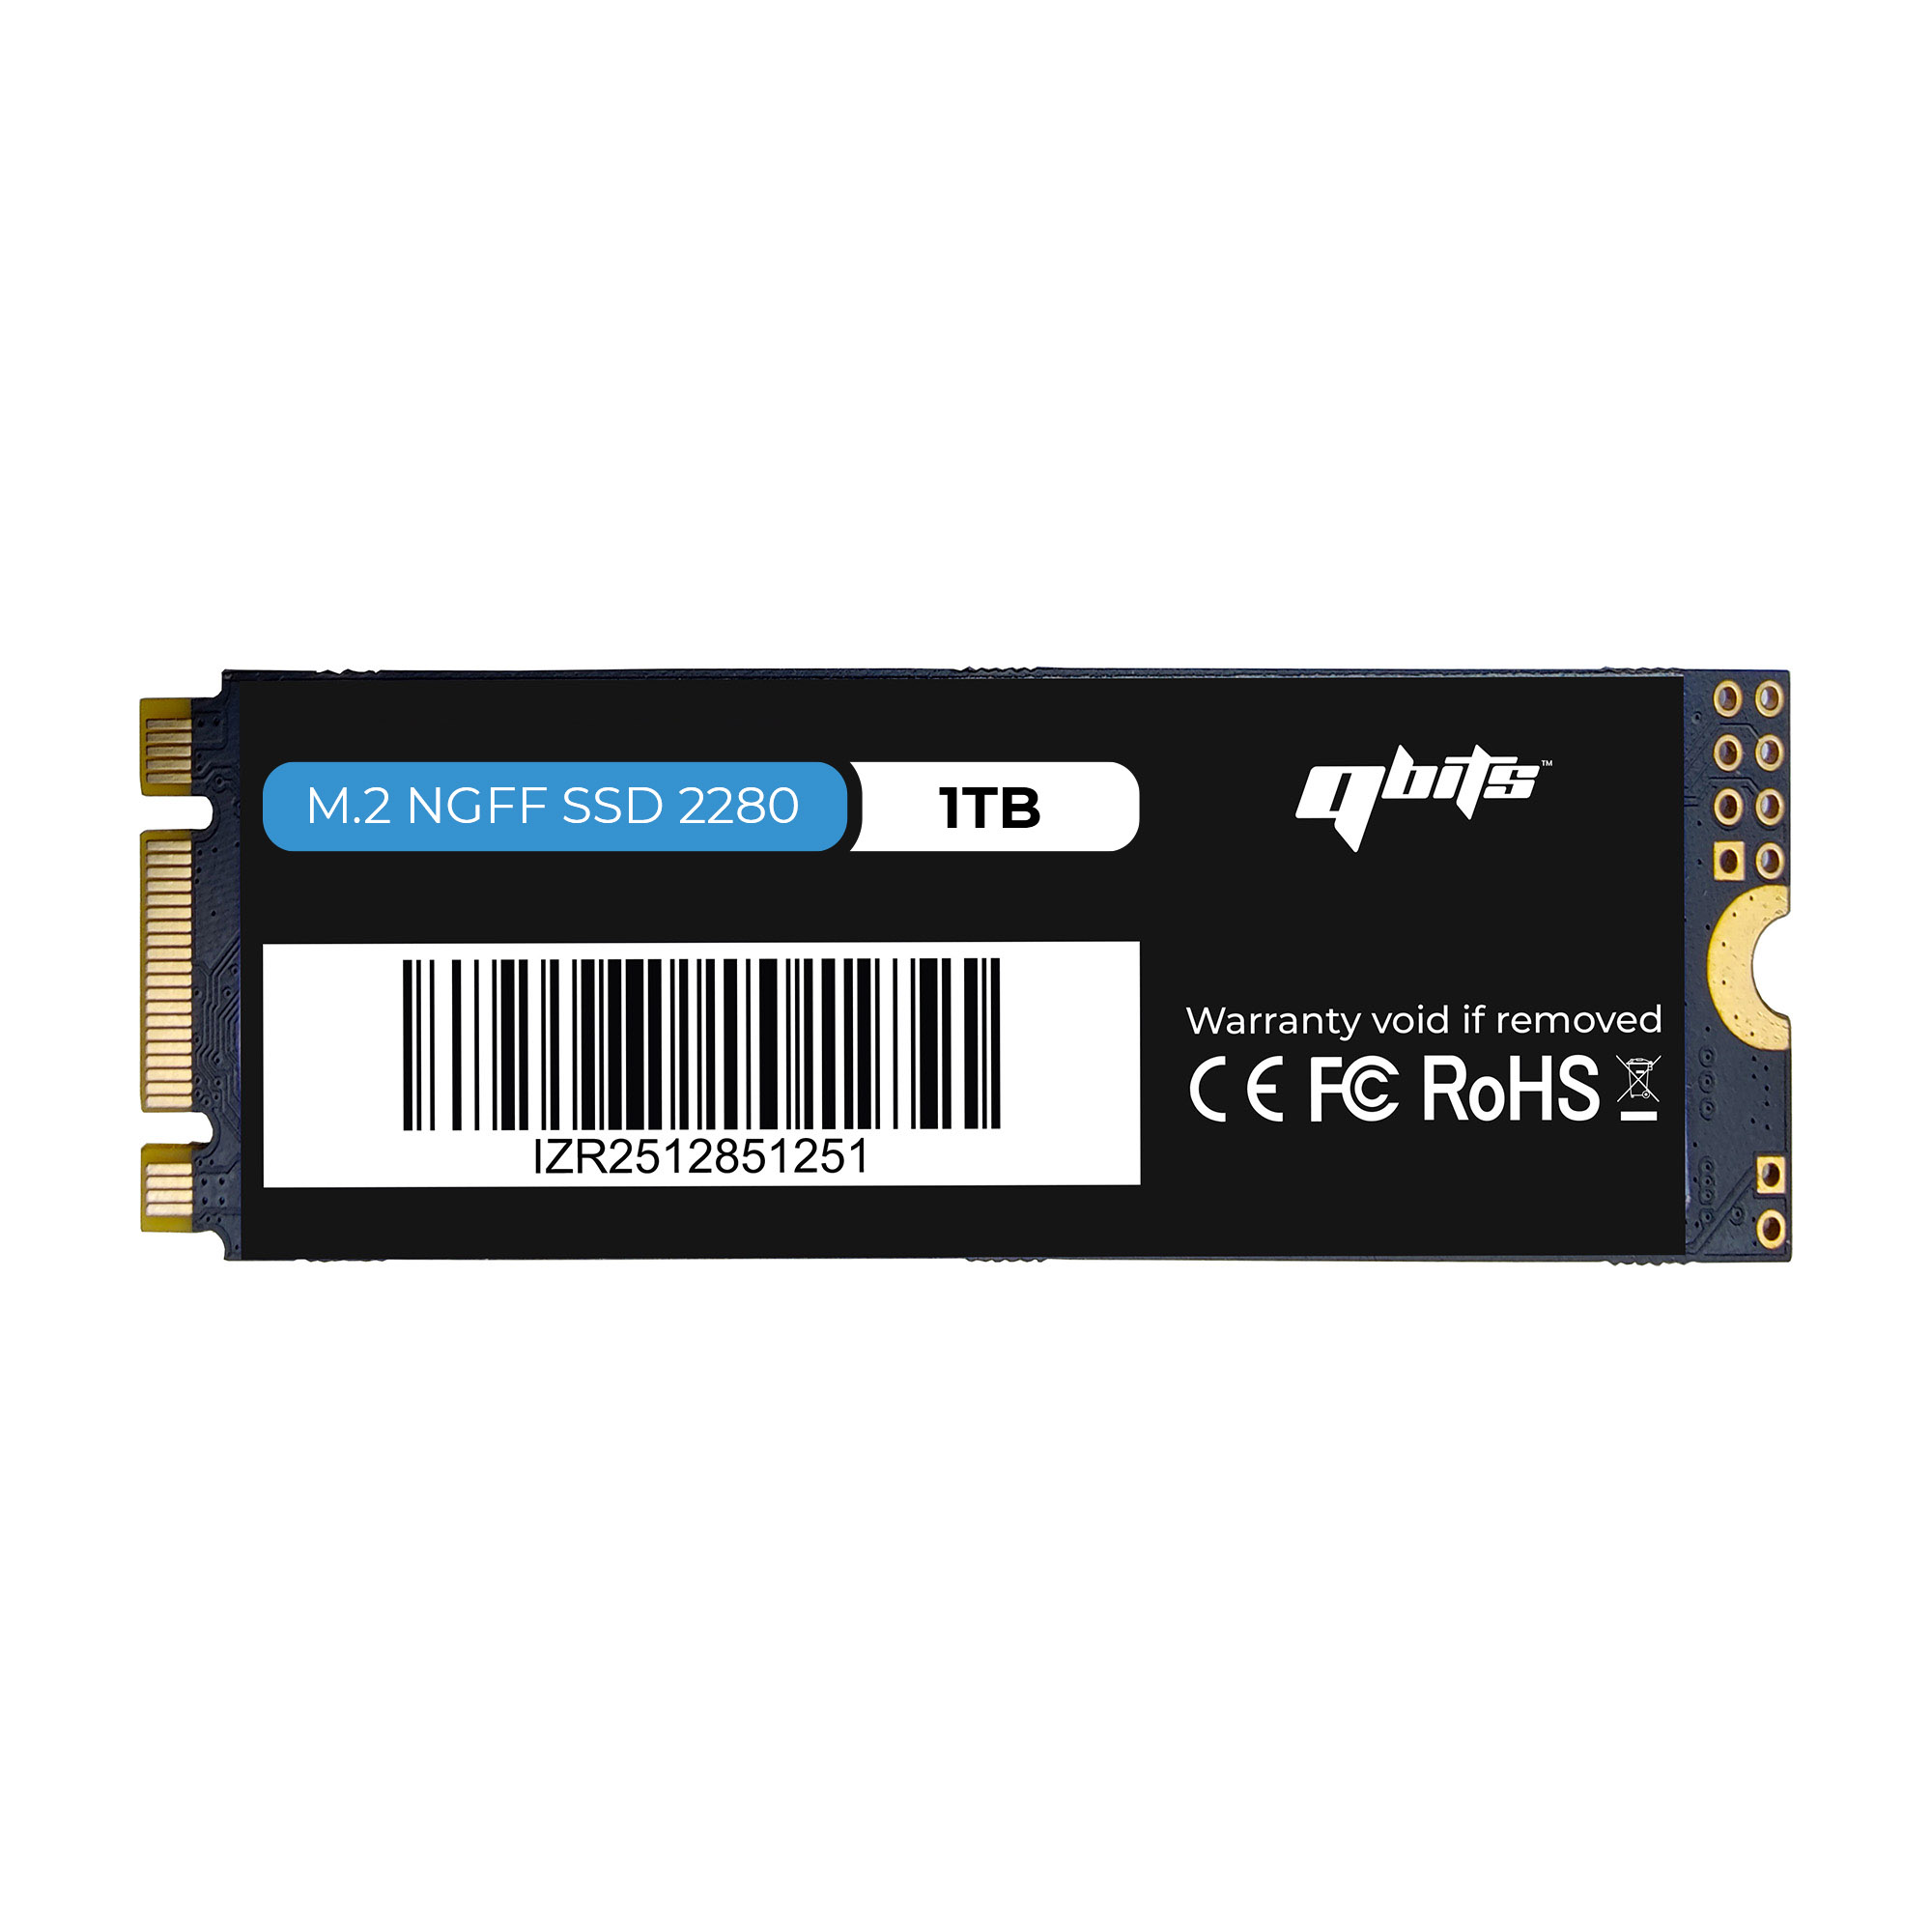 M.2 NGFF SSD 2280
1TB
qbits™
IZR2512851251
Warranty void if removed
CE FC RoHS